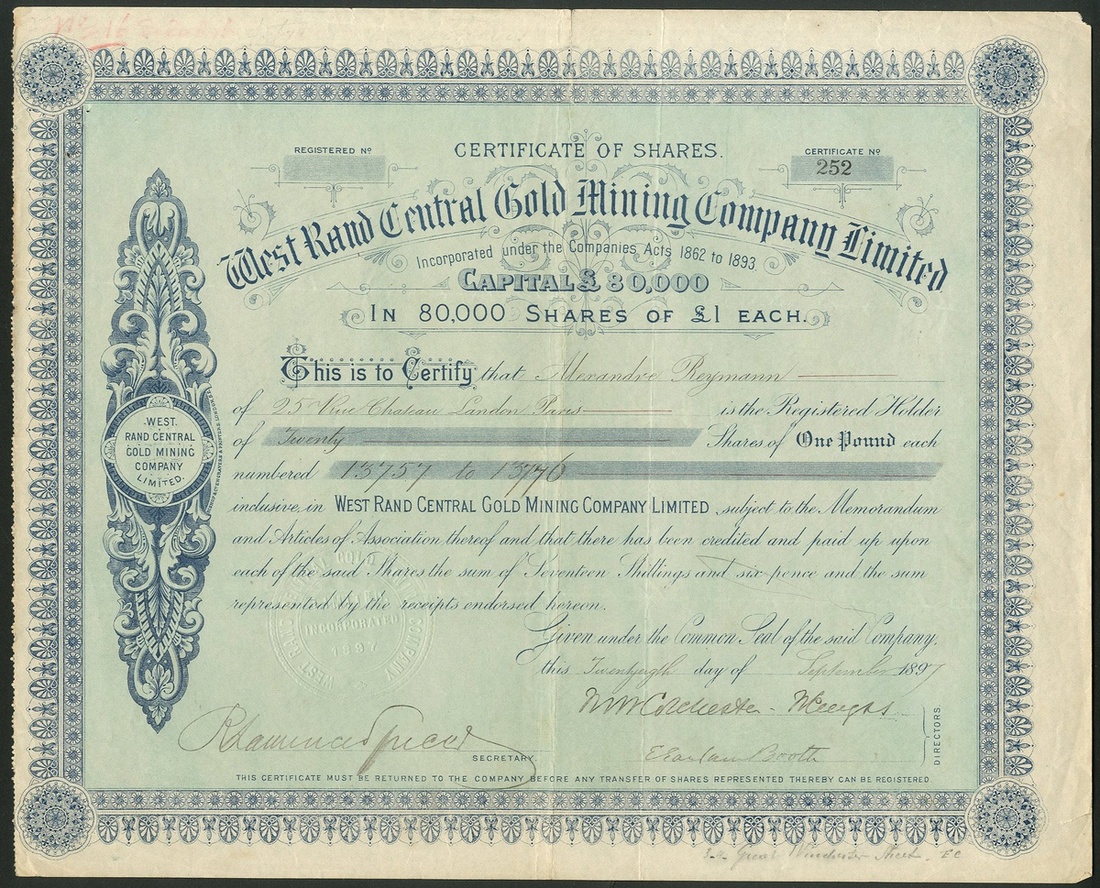 REGISTERED Nº
CERTIFICATE OF SHARES.
CERTIFICATE Nº
252
West Rand Central Gold Mining Company Limited
Incorporated under the Companies Acts 1862 to 1893.
CAPITAL £ 80,000
IN 80,000 SHARES OF £1 EACH.
This is to Certify that Alexandre Reymann
of 25 Rue Chateau Landon Paris is the Registered Holder
of Twenty Shares of One Pound each
numbered 13757 to 13776
inclusive, in WEST RAND CENTRAL GOLD MINING COMPANY LIMITED, subject to the Memorandum
and Articles of Association thereof and that there has been credited and paid up upon
each of the said Shares the sum of Seventeen Shillings and six pence and the sum
represented by the receipts endorsed hereon.
Given under the Common Seal of the said Company,
this day of September 1897
WEST
RAND CENTRAL
GOLD MINING
COMPANY
LIMITED.
INCORPORATED
1897
SECRETARY.
DIRECTORS.
THIS CERTIFICATE MUST BE RETURNED TO THE COMPANY BEFORE ANY TRANSFER OF SHARES REPRESENTED THEREBY CAN BE REGISTERED.
Great Winchester Street. EC